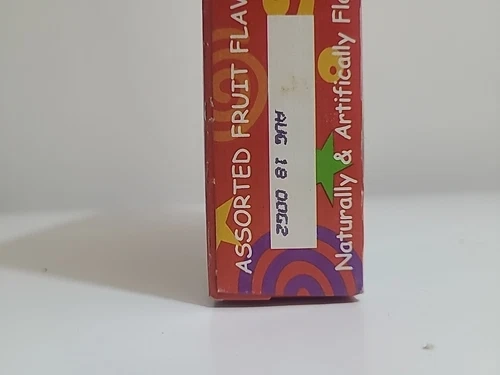 ASSORTED FRUIT FLAV
AUG 18 00G2
Naturally & Artificially Fl